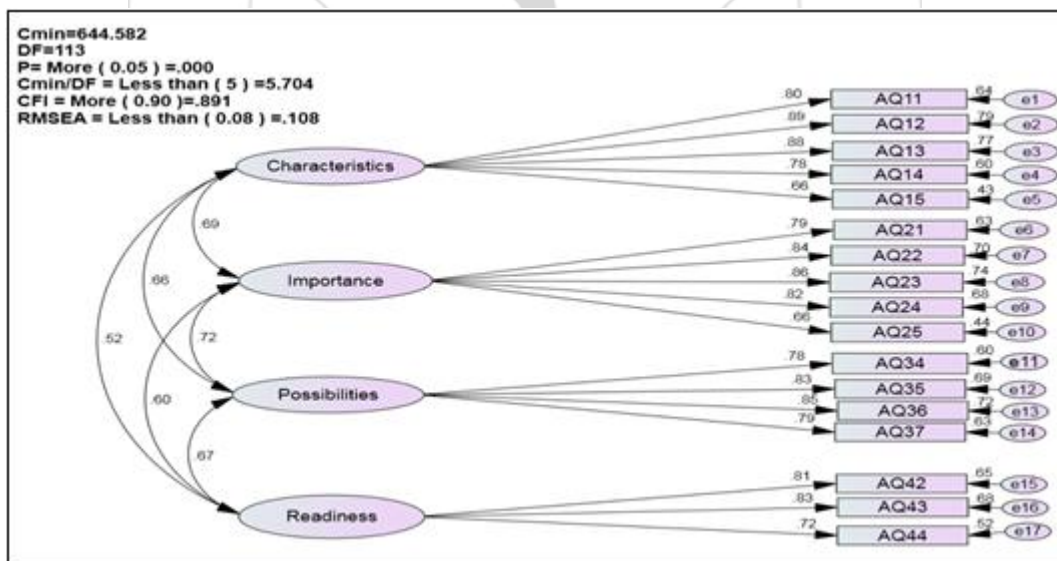 Cmin=644.582
DF=113
P= More ( 0.05 ) =.000
Cmin/DF = Less than ( 5 ) =5.704
CFI = More ( 0.90 )=.891
RMSEA = Less than ( 0.08 ) =.108
.80 AQ11 .64 e1
.89 AQ12 .79 e2
Characteristics .88 AQ13 .77 e3
.78 AQ14 .60 e4
.66 AQ15 .43 e5
.69
.79 AQ21 .63 e6
.84 AQ22 .70 e7
.66 Importance .86 AQ23 .74 e8
.82 AQ24 .68 e9
.66 AQ25 .44 e10
.52 .72
.78 AQ34 .60 e11
.60 Possibilities .83 AQ35 .69 e12
.85 AQ36 .72 e13
.79 AQ37 .63 e14
.67
.81 AQ42 .65 e15
Readiness .83 AQ43 .68 e16
.72 AQ44 .52 e17